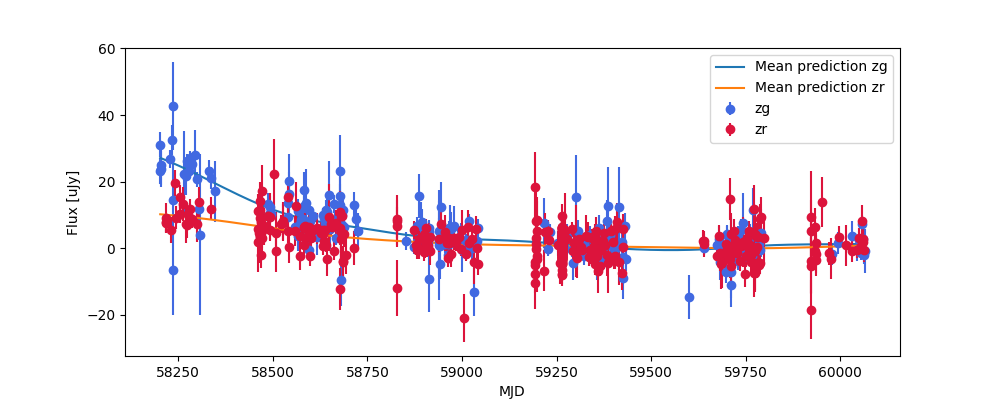 60
40
20
0
−20
Flux [uJy]
58250 58500 58750 59000 59250 59500 59750 60000
MJD
Mean prediction zg
Mean prediction zr
zg
zr